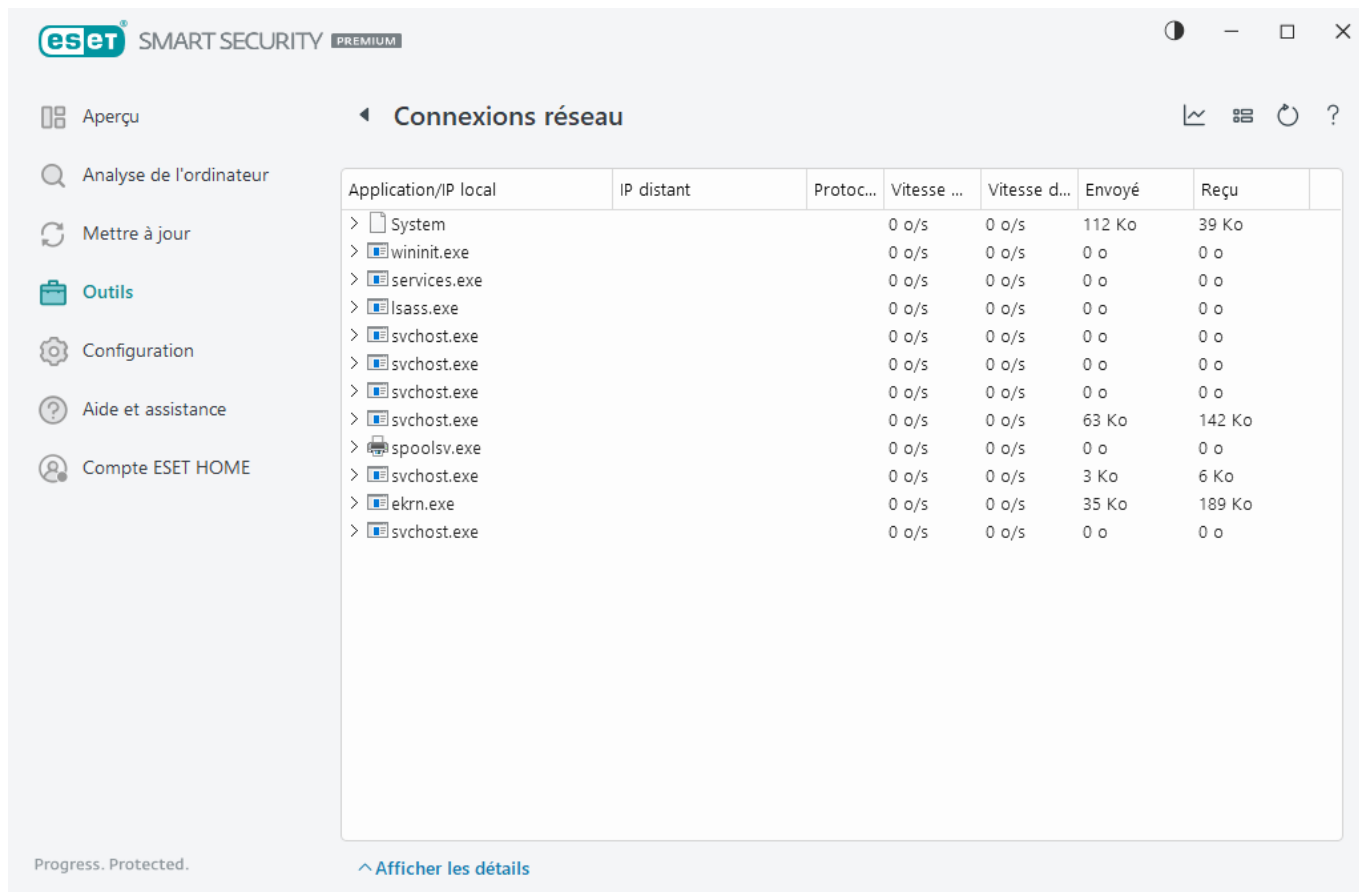 eset® SMART SECURITY PREMIUM
Aperçu
Analyse de l'ordinateur
Mettre à jour
Outils
Configuration
Aide et assistance
Compte ESET HOME
Progress. Protected.
Connexions réseau ?
Application/IP local IP distant Protoc... Vitesse ... Vitesse d... Envoyé Reçu
System 0 o/s 0 o/s 112 Ko 39 Ko
wininit.exe 0 o/s 0 o/s 0 o 0 o
services.exe 0 o/s 0 o/s 0 o 0 o
lsass.exe 0 o/s 0 o/s 0 o 0 o
svchost.exe 0 o/s 0 o/s 0 o 0 o
svchost.exe 0 o/s 0 o/s 0 o 0 o
svchost.exe 0 o/s 0 o/s 0 o 0 o
svchost.exe 0 o/s 0 o/s 63 Ko 142 Ko
spoolsv.exe 0 o/s 0 o/s 0 o 0 o
svchost.exe 0 o/s 0 o/s 3 Ko 6 Ko
ekrn.exe 0 o/s 0 o/s 35 Ko 189 Ko
svchost.exe 0 o/s 0 o/s 0 o 0 o
Afficher les détails